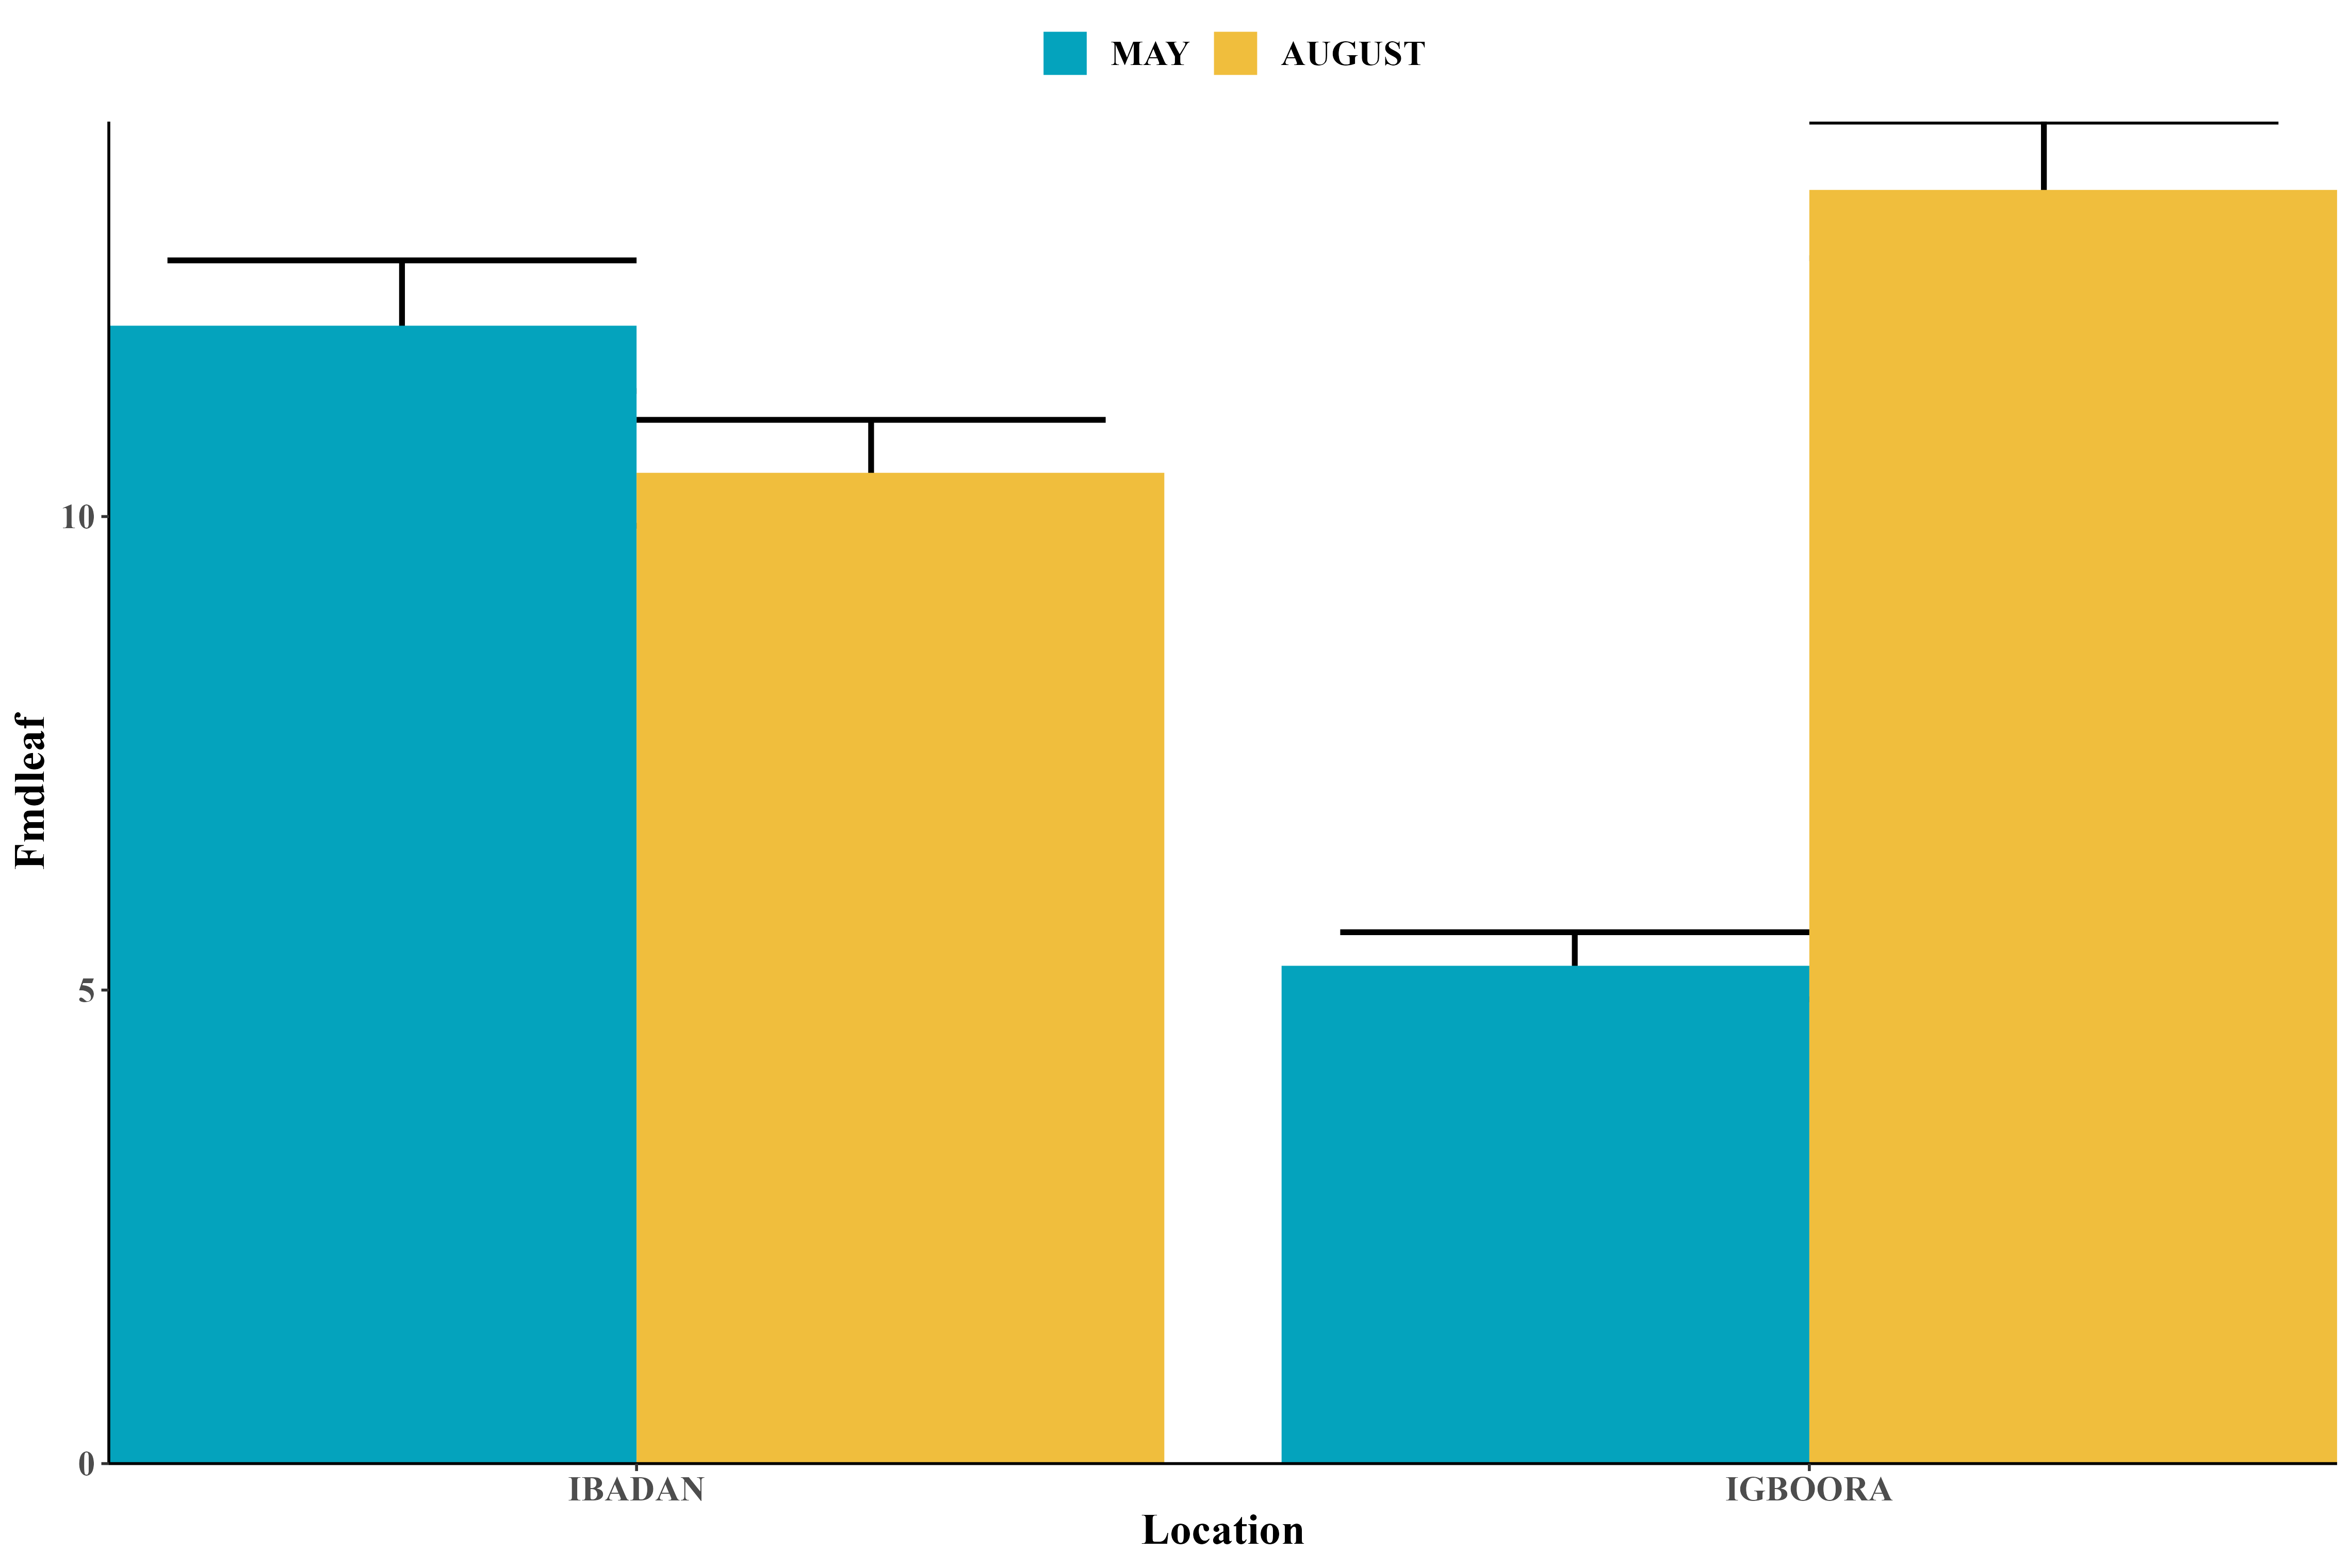 MAY AUGUST
Fmdleaf
10
5
0
IBADAN IGBOORA
Location